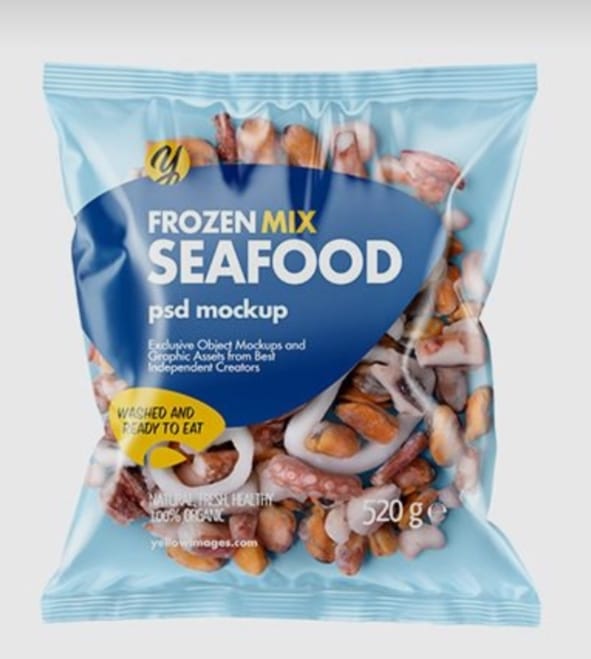 y
FROZEN MIX
SEAFOOD
psd mockup
Exclusive Object Mockups and
Graphic Assets from Best
Independent Creators
WASHED AND
READY TO EAT
NATURAL, FRESH, HEALTHY
100% ORGANIC
520 g e
yellowimages.com